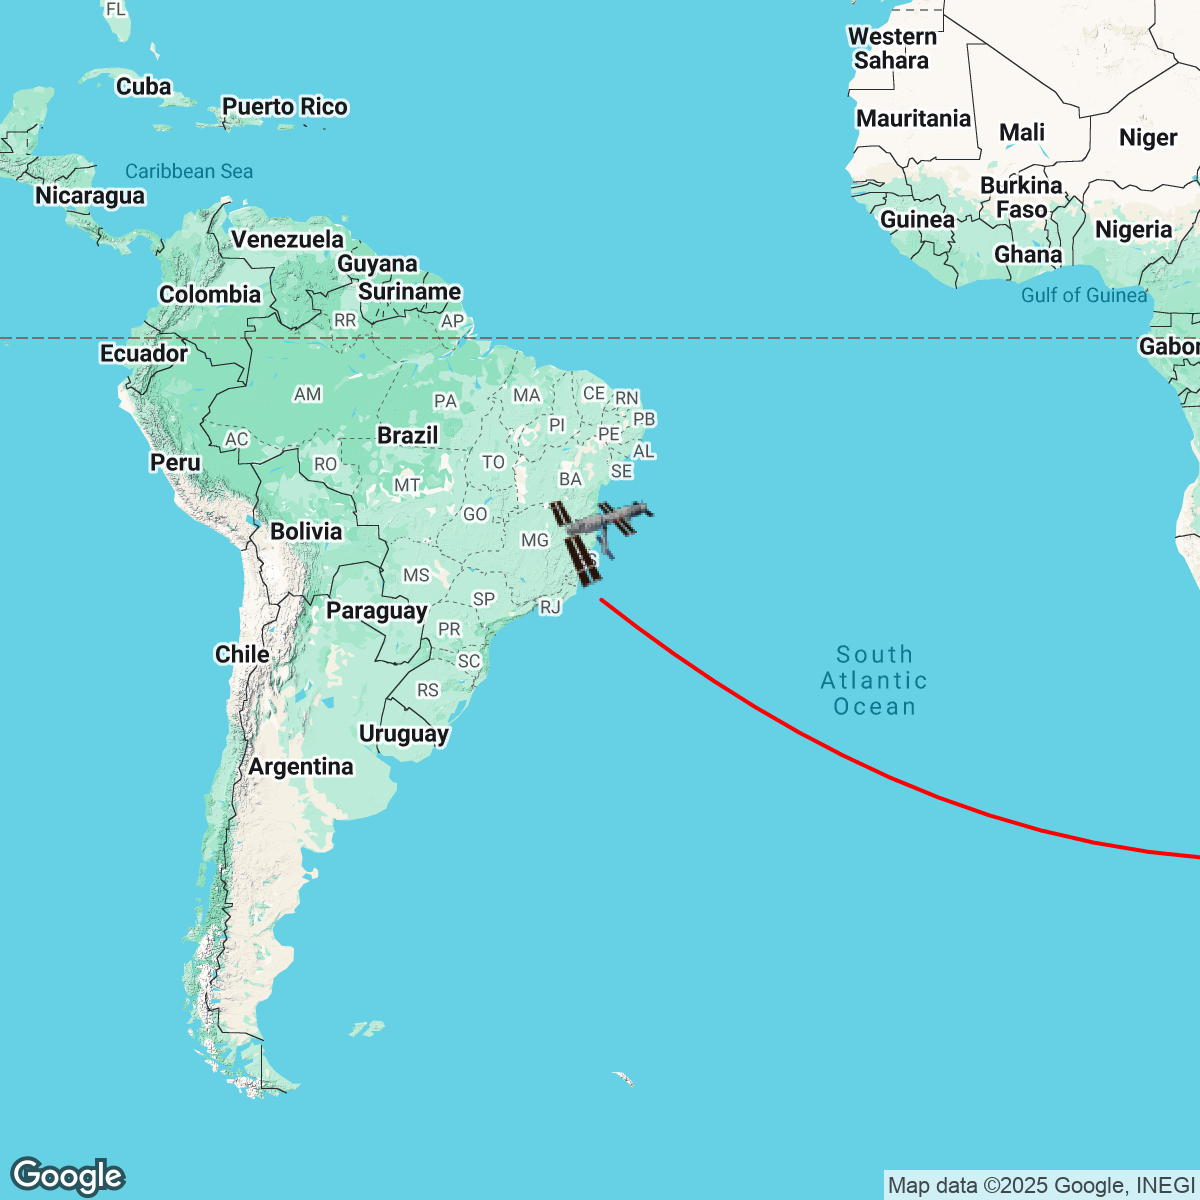 FL
Western
Sahara
Cuba
Puerto Rico
Mauritania
Mali
Niger
Caribbean Sea
Nicaragua
Burkina
Faso
Guinea
Nigeria
Venezuela
Ghana
Guyana
Colombia
Suriname
Gulf of Guinea
RR
AP
Ecuador
Gabon
AM
PA
MA
CE
RN
PI
PB
AC
Brazil
PE
AL
Peru
RO
TO
SE
MT
BA
GO
Bolivia
MG
MS
SP
RJ
Paraguay
PR
Chile
SC
South
Atlantic
Ocean
RS
Uruguay
Argentina
Google
Map data ©2025 Google, INEGI